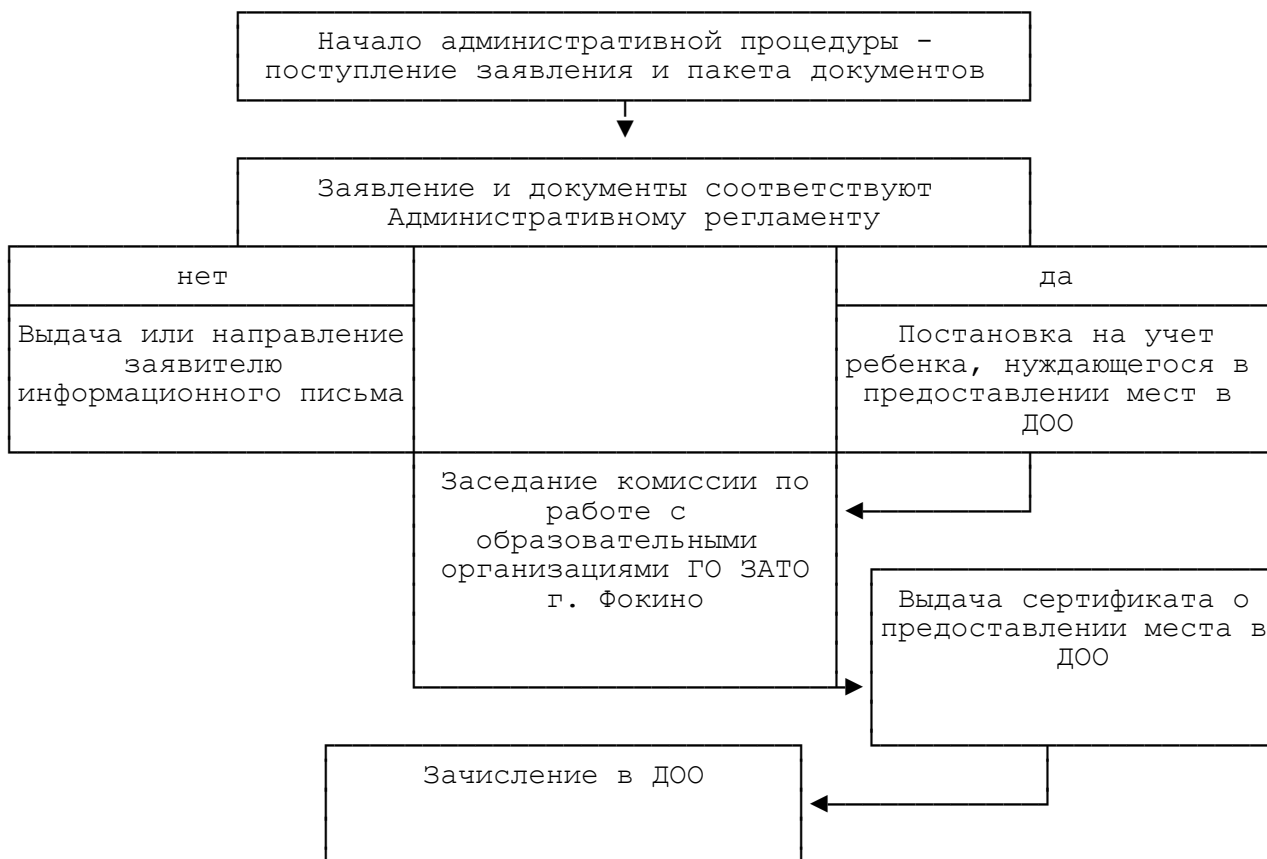 Начало административной процедуры -
поступление заявления и пакета документов
Заявление и документы соответствуют
Административному регламенту
нет
да
Выдача или направление
заявителю
информационного письма
Постановка на учет
ребенка, нуждающегося в
предоставлении мест в
ДОО
Заседание комиссии по
работе с
образовательными
организациями ГО ЗАТО
г. Фокино
Выдача сертификата о
предоставлении места в
ДОО
Зачисление в ДОО